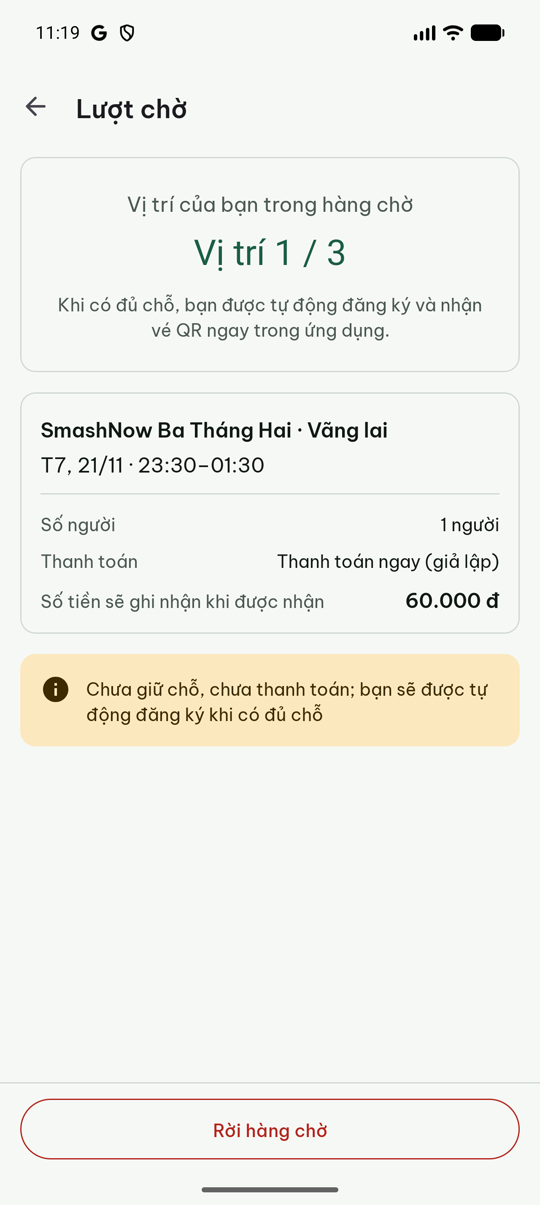 11:19
Lượt chờ
Vị trí của bạn trong hàng chờ
Vị trí 1 / 3
Khi có đủ chỗ, bạn được tự động đăng ký và nhận
vé QR ngay trong ứng dụng.
SmashNow Ba Tháng Hai · Vãng lai
T7, 21/11 · 23:30–01:30
Số người 1 người
Thanh toán Thanh toán ngay (giả lập)
Số tiền sẽ ghi nhận khi được nhận 60.000 đ
Chưa giữ chỗ, chưa thanh toán; bạn sẽ được tự
động đăng ký khi có đủ chỗ
Rời hàng chờ